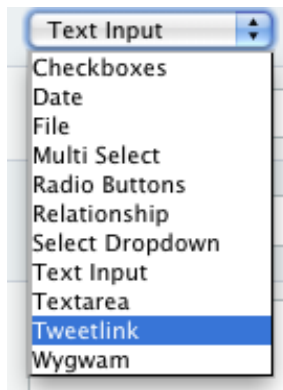 Text Input
Checkboxes
Date
File
Multi Select
Radio Buttons
Relationship
Select Dropdown
Text Input
Textarea
Tweetlink
Wygwam